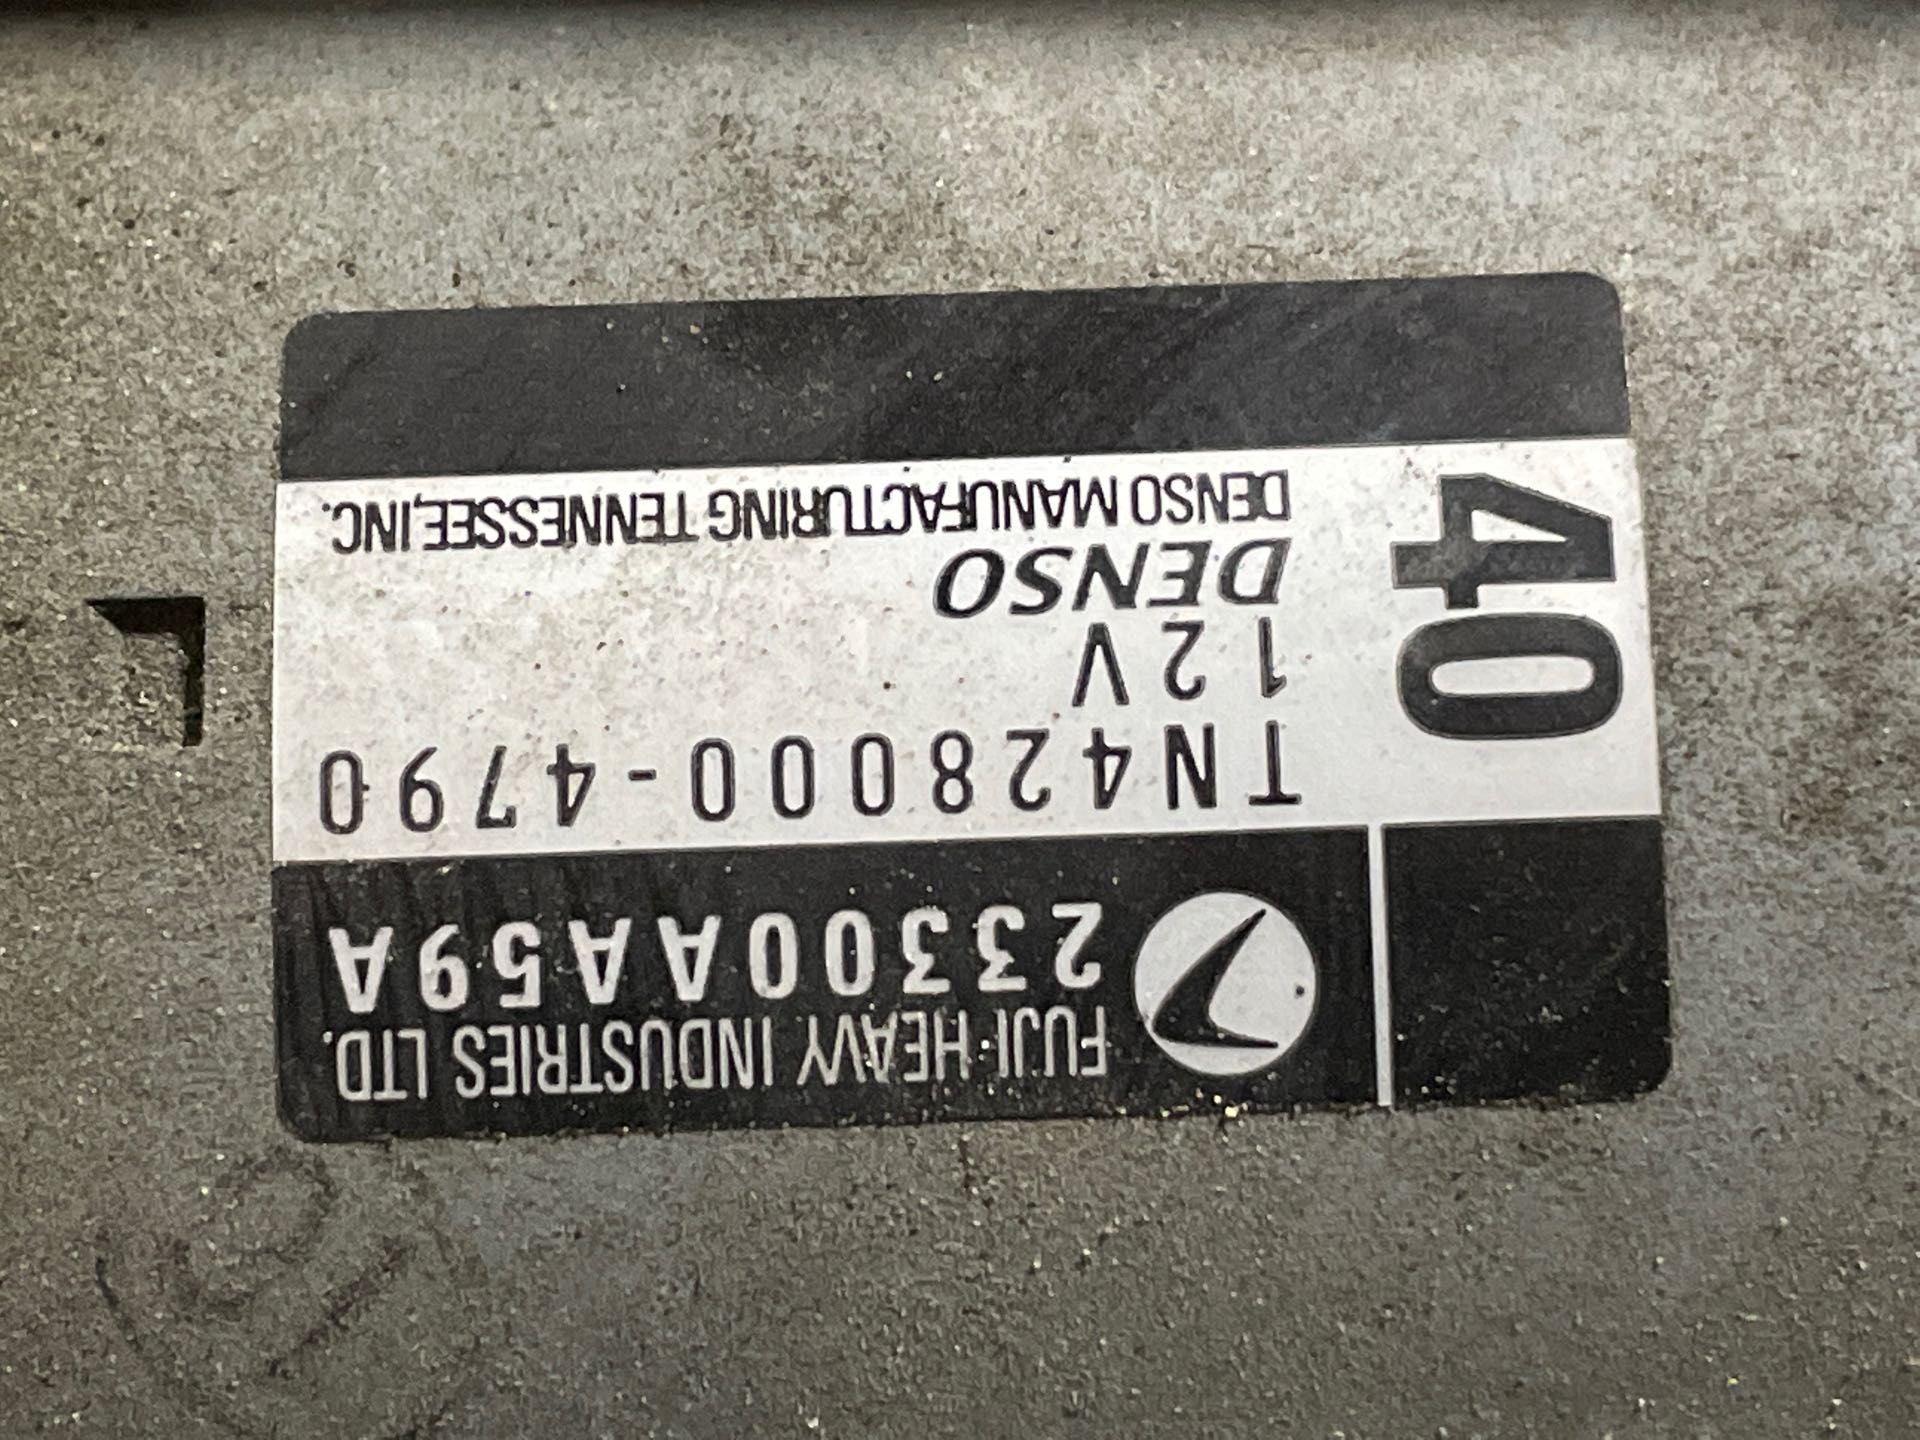 FUJI HEAVY INDUSTRIES LTD.
23300AA59A
TN428000-4790
12V
DENSO
DENSO MANUFACTURING TENNESSEE,INC.
40